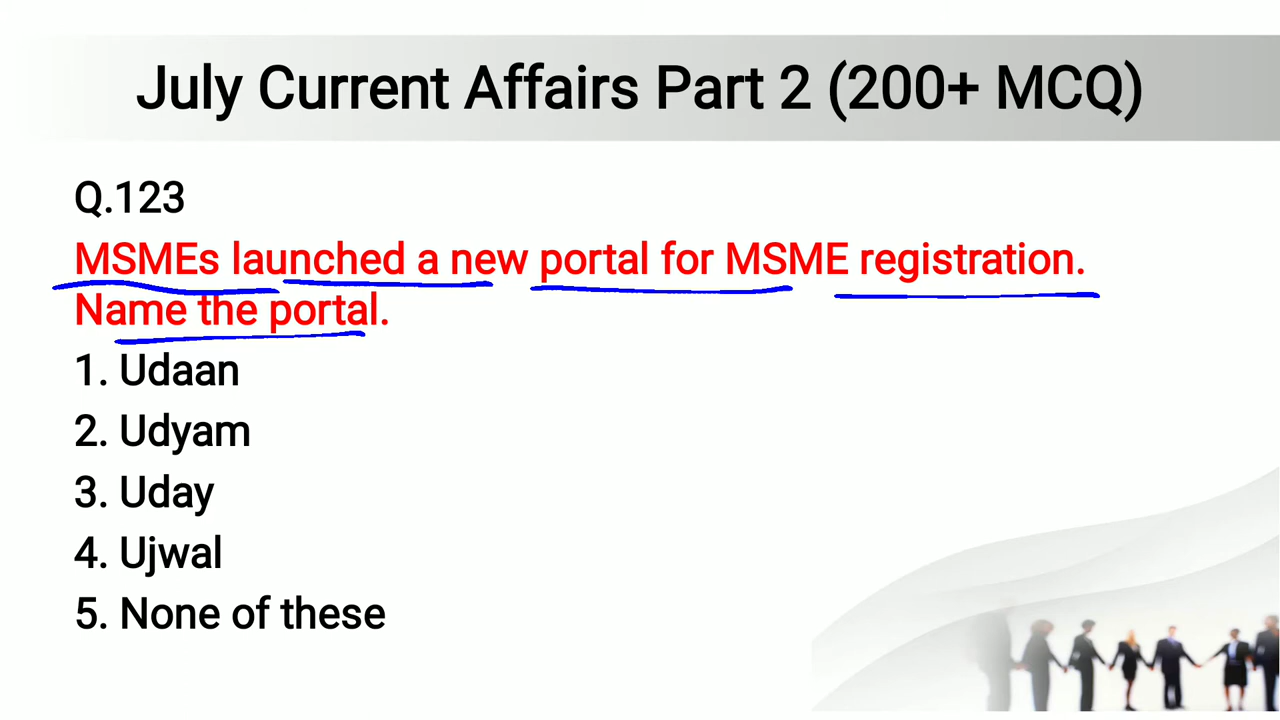 July Current Affairs Part 2 (200+ MCQ)
Q.123
MSMEs launched a new portal for MSME registration.
Name the portal.
1. Udaan
2. Udyam
3. Uday
4. Ujwal
5. None of these